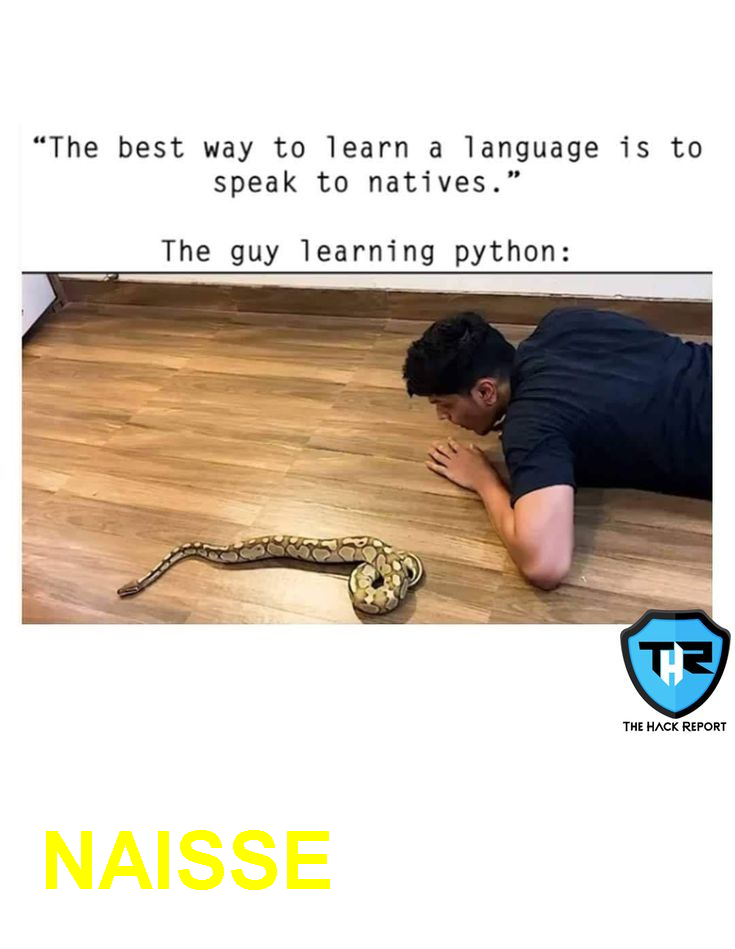 “The best way to learn a language is to
speak to natives.”
The guy learning python:
THR
THE HACK REPORT
NAISSE